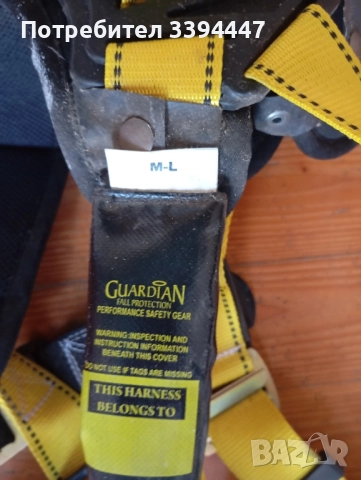 Потребител 3394447
M-L
GUARDIAN
FALL PROTECTION
PERFORMANCE SAFETY GEAR
WARNING: INSPECTION AND
INSTRUCTION INFORMATION
BENEATH THIS COVER
DO NOT USE IF TAGS ARE MISSING
THIS HARNESS
BELONGS TO
BAZAR